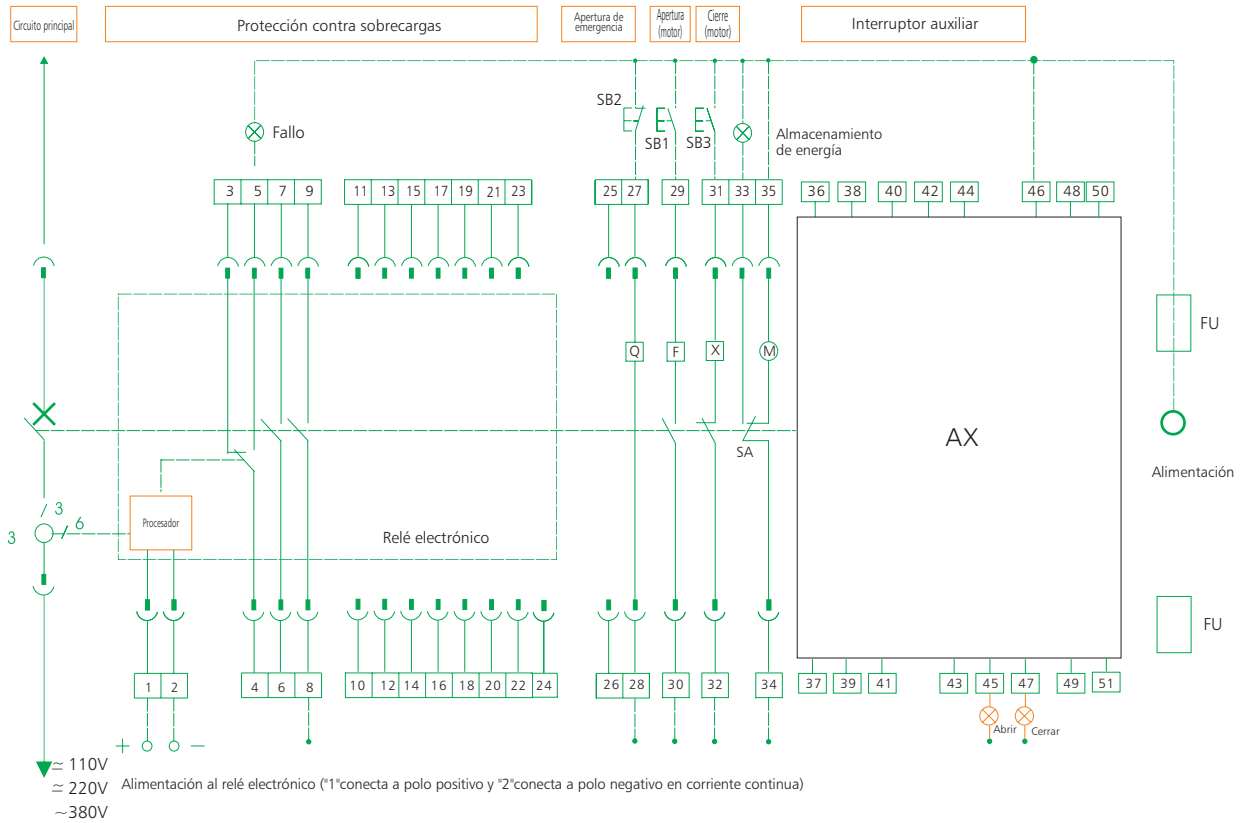 Circuito principal
Protección contra sobrecargas
Apertura de
emergencia
Apertura
(motor)
Cierre
(motor)
Interruptor auxiliar
Fallo
SB2
SB1
SB3
Almacenamiento
de energía
3 5 7 9
11 13 15 17 19 21 23
25 27
29
31 33 35
36 38 40 42 44 46 48 50
FU
Q F X M
AX
SA
Alimentación
3
3
6
Procesador
Relé electrónico
FU
1 2
4 6 8
10 12 14 16 18 20 22 24
26 28
30
32
34
37 39 41 43 45 47 49 51
Abrir
Cerrar
+ −
≃ 110V
≃ 220V
~380V
Alimentación al relé electrónico ("1"conecta a polo positivo y "2"conecta a polo negativo en corriente continua)